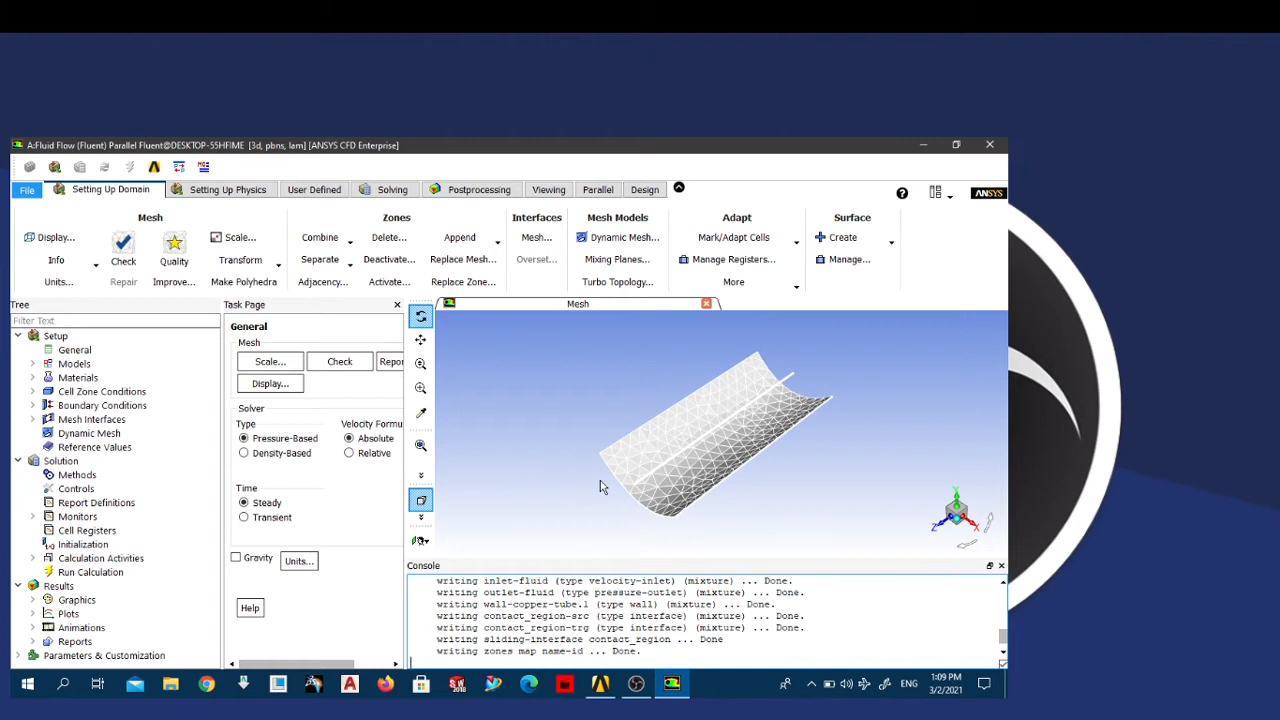 A:Fluid Flow (Fluent) Parallel Fluent@DESKTOP-55HFIME [3d, pbns, lam] [ANSYS CFD Enterprise]
File Setting Up Domain Setting Up Physics User Defined Solving Postprocessing Viewing Parallel Design ANSYS
Mesh Zones Interfaces Mesh Models Adapt Surface
Display... Scale... Combine Delete... Append Mesh... Dynamic Mesh... Mark/Adapt Cells Create
Info Check Quality Transform Separate Deactivate... Replace Mesh... Overset... Mixing Planes... Manage Registers... Manage...
Units... Repair Improve... Make Polyhedra Adjacency... Activate... Replace Zone... Turbo Topology... More
Tree Task Page Mesh
Filter Text
General
Setup
General
Models
Materials
Cell Zone Conditions
Boundary Conditions
Mesh Interfaces
Dynamic Mesh
Reference Values
Solution
Methods
Controls
Report Definitions
Monitors
Cell Registers
Initialization
Calculation Activities
Run Calculation
Results
Graphics
Plots
Animations
Reports
Parameters & Customization
Mesh
Scale... Check Repor
Display...
Solver
Type Velocity Formu
Pressure-Based Absolute
Density-Based Relative
Time
Steady
Transient
Gravity Units...
Help
Y
Z X
Console
writing inlet-fluid (type velocity-inlet) (mixture) ... Done.
writing outlet-fluid (type pressure-outlet) (mixture) ... Done.
writing wall-copper-tube.1 (type wall) (mixture) ... Done.
writing contact_region-src (type interface) (mixture) ... Done.
writing contact_region-trg (type interface) (mixture) ... Done.
writing sliding-interface contact_region ... Done
writing zones map name-id ... Done.
ENG 1:09 PM
3/2/2021